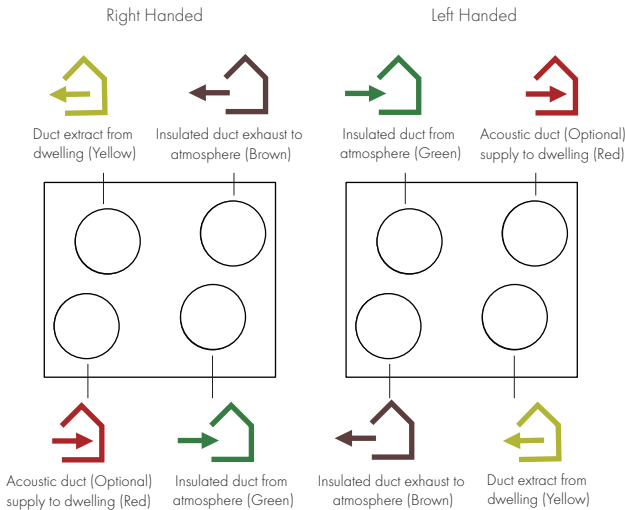 Right Handed
Left Handed
Duct extract from
dwelling (Yellow)
Insulated duct exhaust to
atmosphere (Brown)
Insulated duct from
atmosphere (Green)
Acoustic duct (Optional)
supply to dwelling (Red)
Acoustic duct (Optional)
supply to dwelling (Red)
Insulated duct from
atmosphere (Green)
Insulated duct exhaust to
atmosphere (Brown)
Duct extract from
dwelling (Yellow)